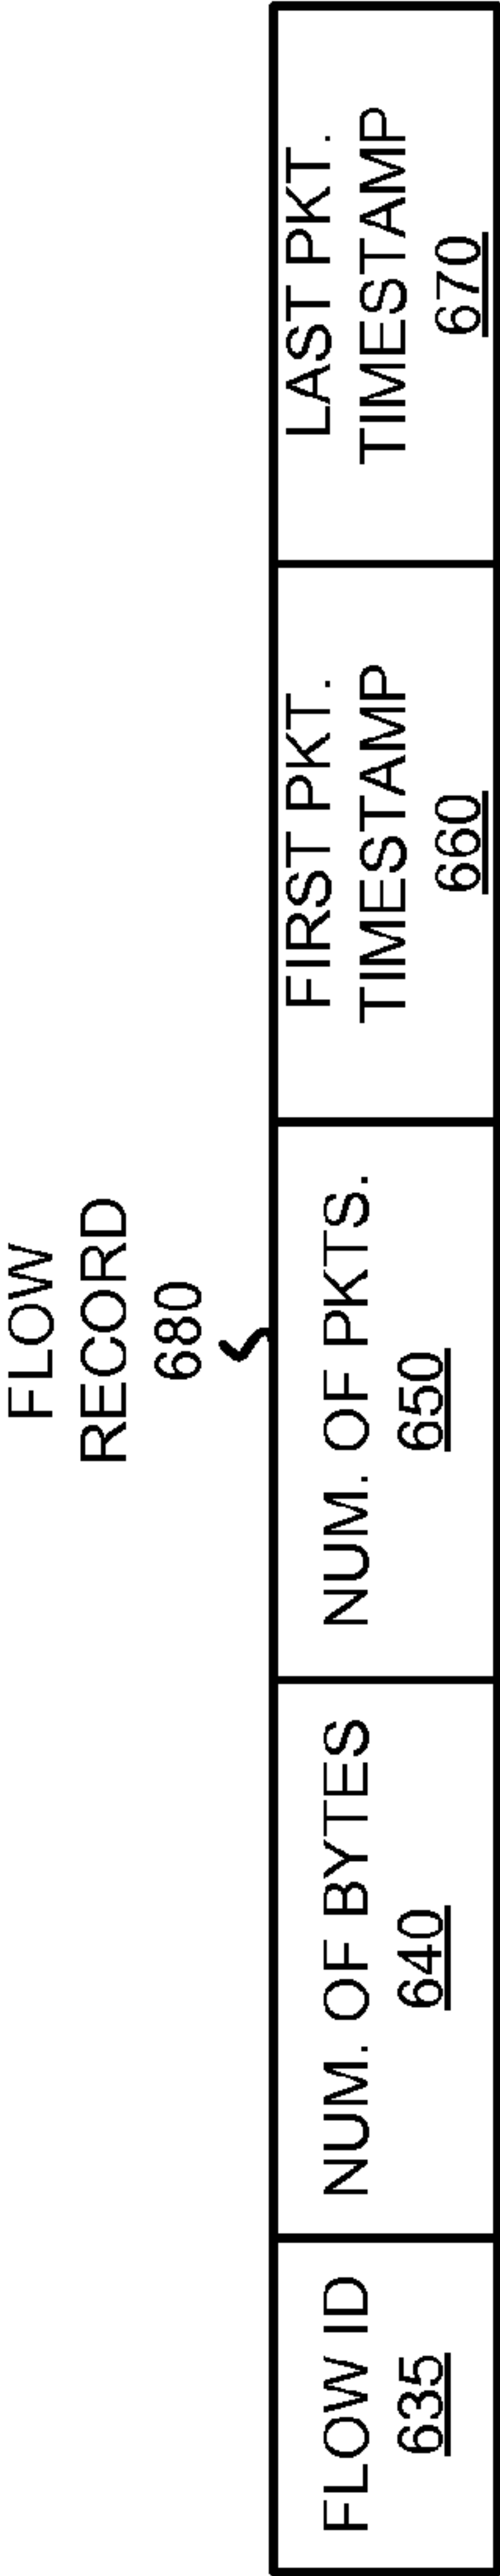 FLOW
RECORD
680
FLOW ID
635
NUM. OF BYTES
640
NUM. OF PKTS.
650
FIRST PKT.
TIMESTAMP
660
LAST PKT.
TIMESTAMP
670